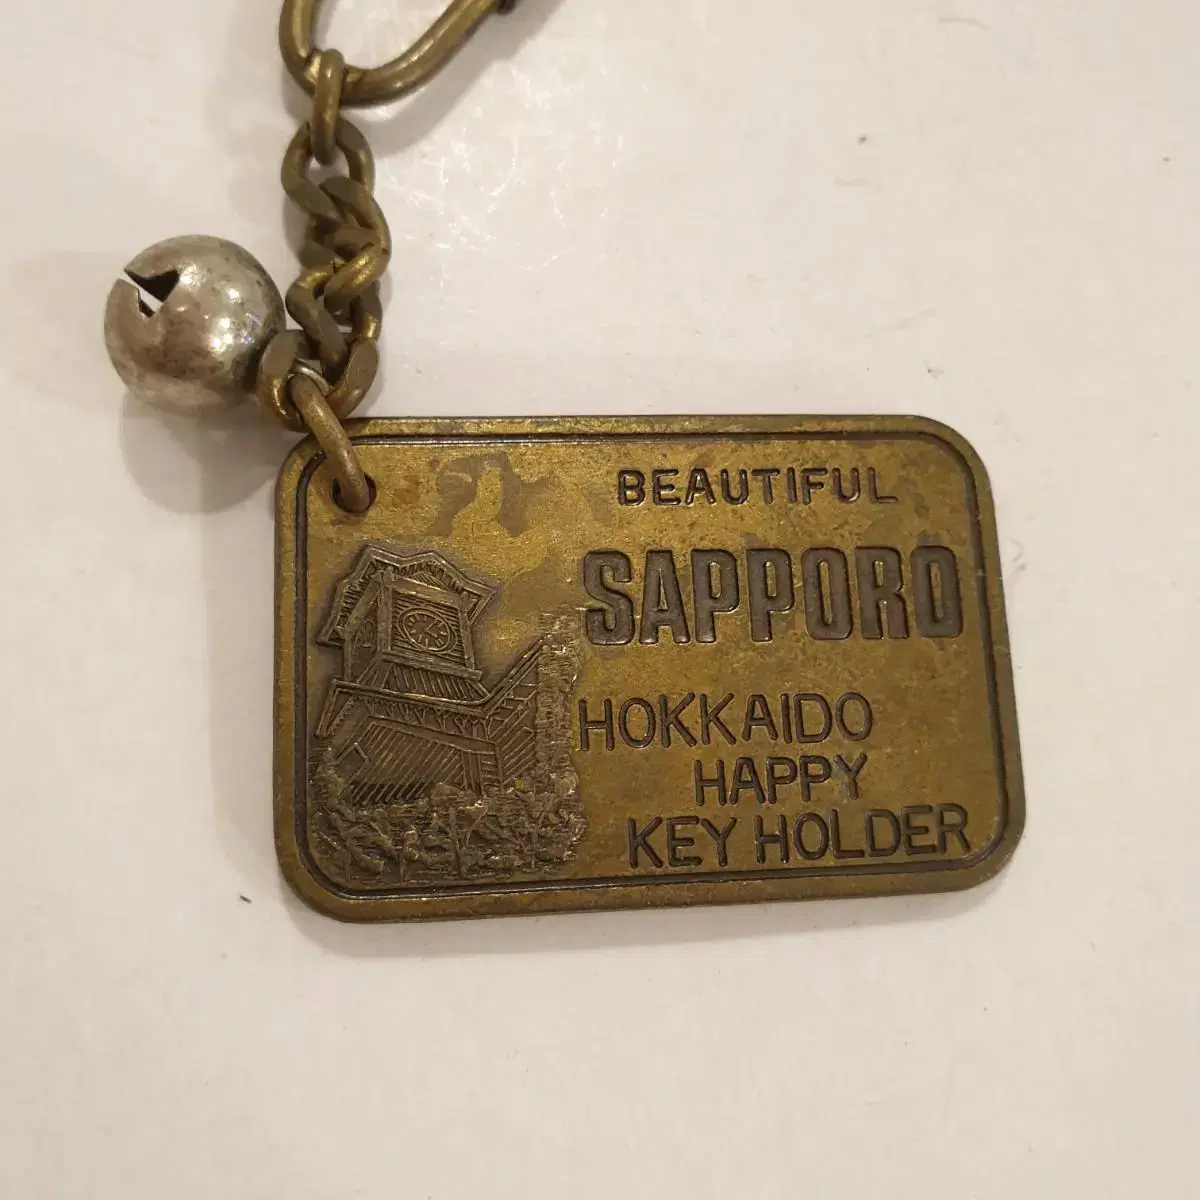 BEAUTIFUL
SAPPORO
HOKKAIDO
HAPPY
KEY HOLDER